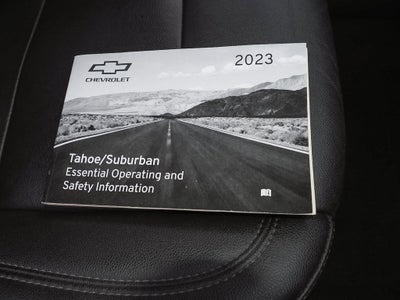 2023
CHEVROLET
Tahoe/Suburban
Essential Operating and
Safety Information